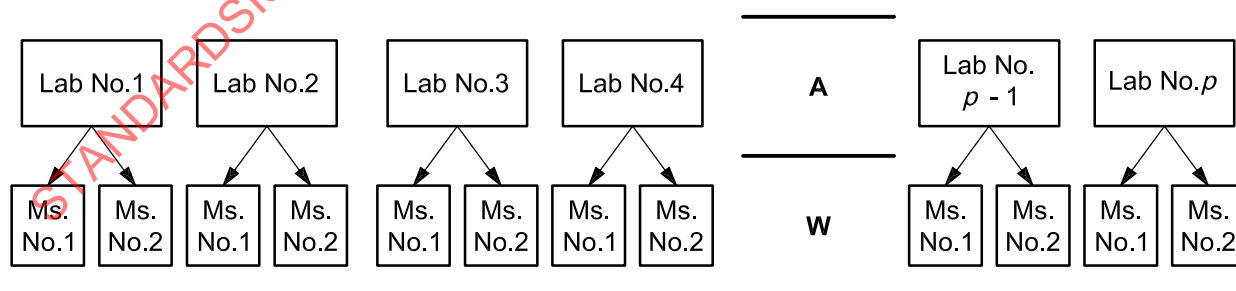 Lab No.1
Lab No.2
Lab No.3
Lab No.4
A
Lab No.
p - 1
Lab No.p
Ms.
No.1
Ms.
No.2
Ms.
No.1
Ms.
No.2
Ms.
No.1
Ms.
No.2
Ms.
No.1
Ms.
No.2
W
Ms.
No.1
Ms.
No.2
Ms.
No.1
Ms.
No.2
STANDARDSI